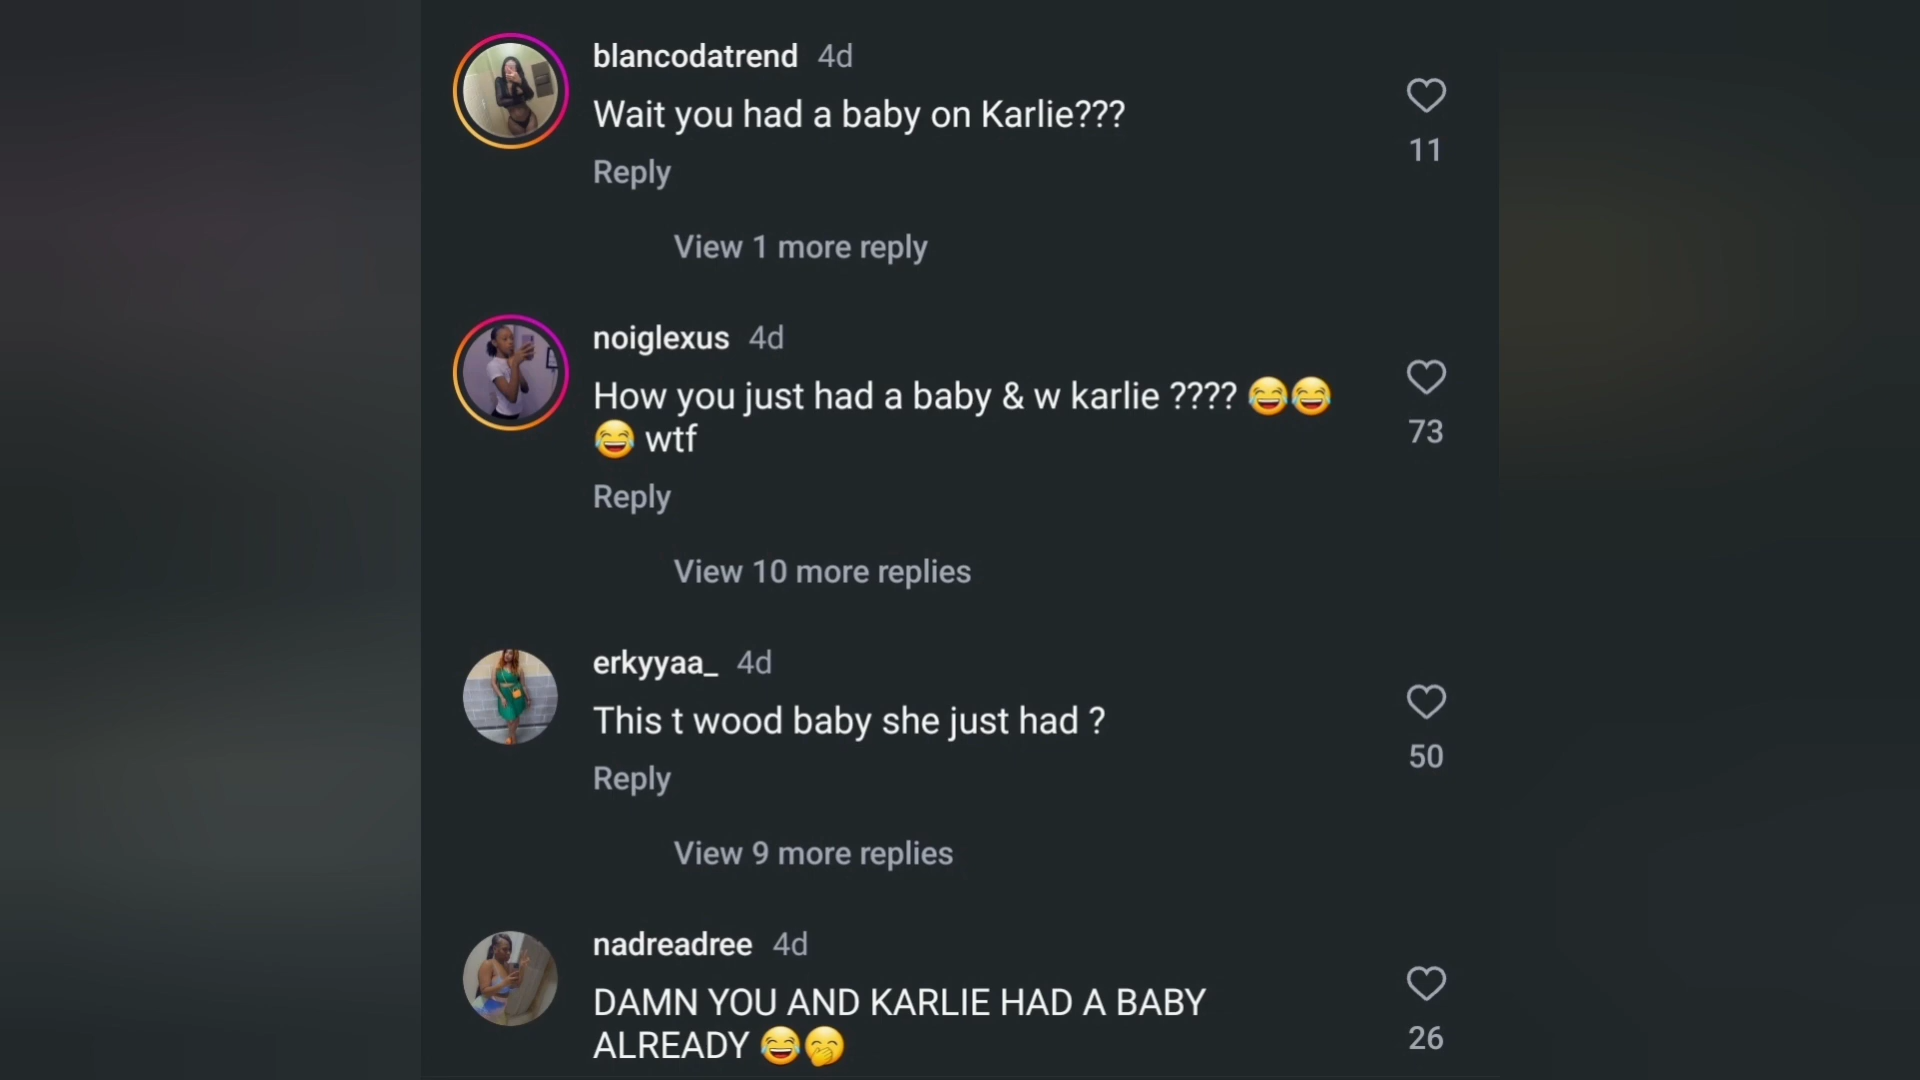 blancodatrend 4d
Wait you had a baby on Karlie???
11
Reply
View 1 more reply
noiglexus 4d
How you just had a baby & w karlie ???? 😂😂
😂 wtf
73
Reply
View 10 more replies
erkyyaa_ 4d
This t wood baby she just had ?
50
Reply
View 9 more replies
nadreadree 4d
DAMN YOU AND KARLIE HAD A BABY
ALREADY 😂🤭
26